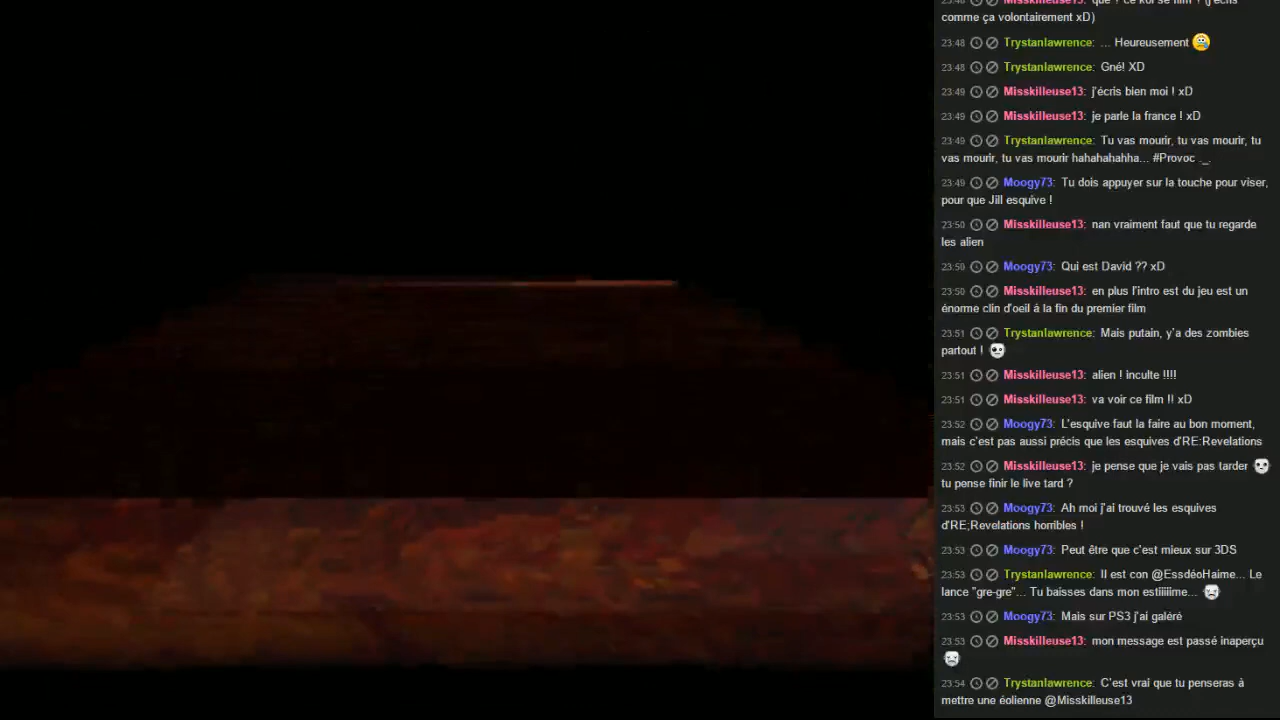 23:48 Misskilleuse13: que ? ce koi se film ? (j'écris
comme ça volontairement xD)
23:48 Trystanlawrence: ... Heureusement
23:48 Trystanlawrence: Gné! XD
23:49 Misskilleuse13: j'écris bien moi ! xD
23:49 Misskilleuse13: je parle la france ! xD
23:49 Trystanlawrence: Tu vas mourir, tu vas mourir, tu
vas mourir, tu vas mourir hahahahahha... #Provoc ._.
23:49 Moogy73: Tu dois appuyer sur la touche pour viser,
pour que Jill esquive !
23:50 Misskilleuse13: nan vraiment faut que tu regarde
les alien
23:50 Moogy73: Qui est David ?? xD
23:50 Misskilleuse13: en plus l'intro est du jeu est un
énorme clin d'oeil à la fin du premier film
23:51 Trystanlawrence: Mais putain, y'a des zombies
partout !
23:51 Misskilleuse13: alien ! inculte !!!!
23:51 Misskilleuse13: va voir ce film !! xD
23:52 Moogy73: L'esquive faut la faire au bon moment,
mais c'est pas aussi précis que les esquives d'RE:Revelations
23:52 Misskilleuse13: je pense que je vais pas tarder
tu pense finir le live tard ?
23:53 Moogy73: Ah moi j'ai trouvé les esquives
d'RE;Revelations horribles !
23:53 Moogy73: Peut être que c'est mieux sur 3DS
23:53 Trystanlawrence: Il est con @EssdéoHaime... Le
lance "gre-gre"... Tu baisses dans mon estiiiiime...
23:53 Moogy73: Mais sur PS3 j'ai galéré
23:53 Misskilleuse13: mon message est passé inaperçu
23:54 Trystanlawrence: C'est vrai que tu penseras à
mettre une éolienne @Misskilleuse13